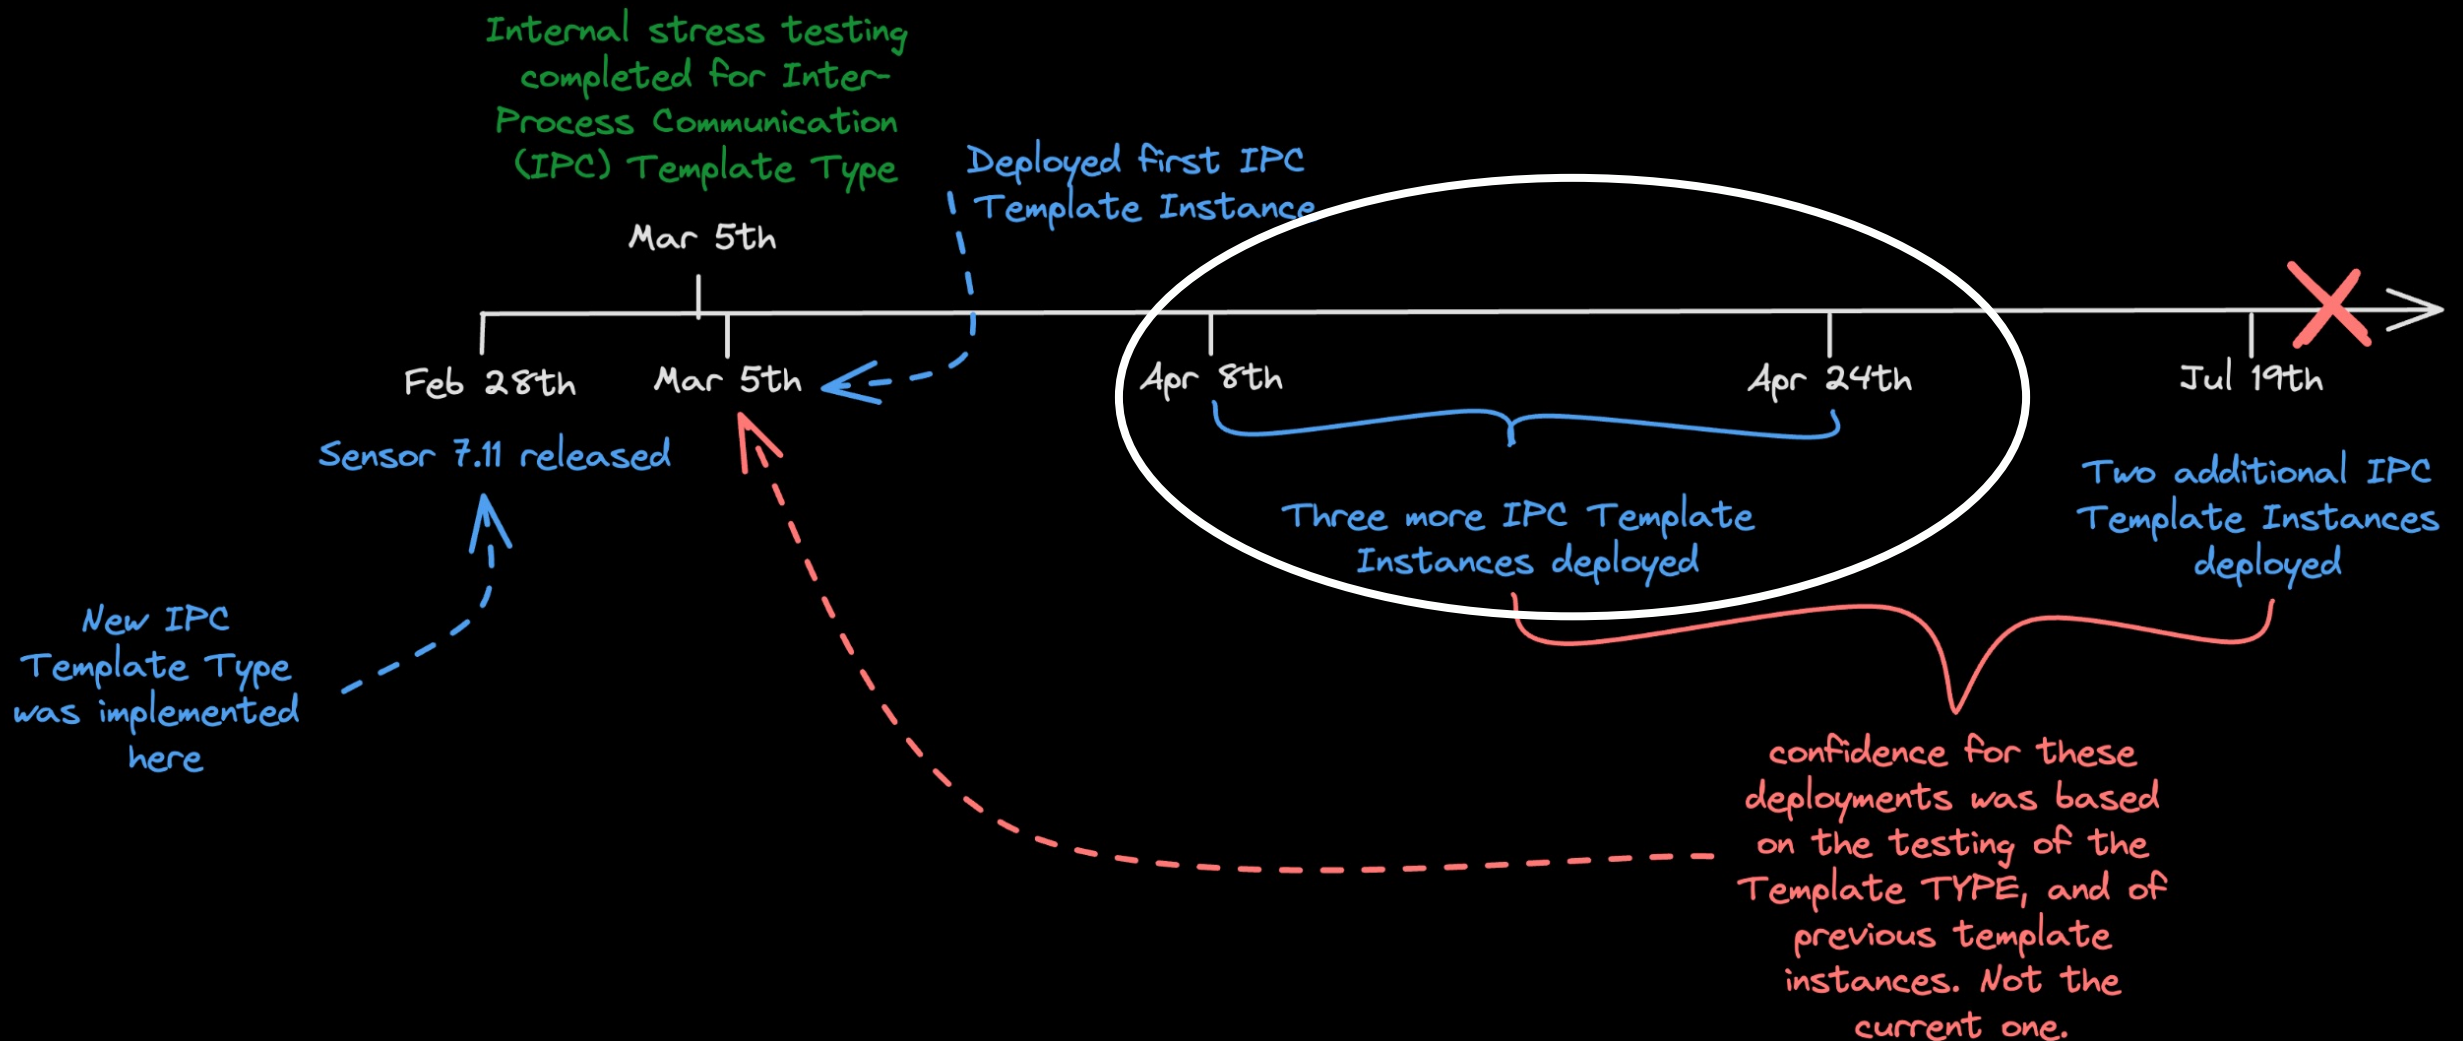 Internal stress testing
completed for Inter-
Process Communication
(IPC) Template Type
Mar 5th
Deployed first IPC
Template Instance
Feb 28th
Mar 5th
Apr 8th
Apr 24th
Jul 19th
Sensor 7.11 released
New IPC
Template Type
was implemented
here
Three more IPC Template
Instances deployed
Two additional IPC
Template Instances
deployed
confidence for these
deployments was based
on the testing of the
Template TYPE, and of
previous template
instances. Not the
current one.